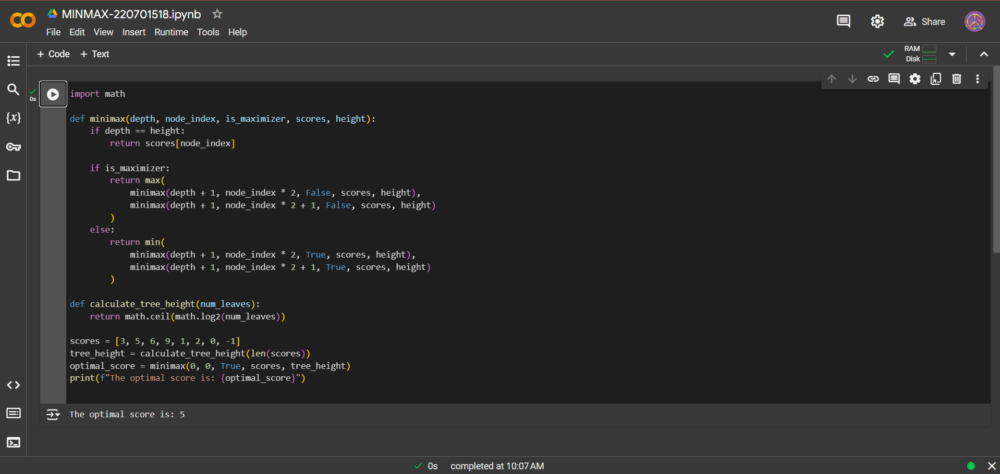 MINMAX-220701518.ipynb
File Edit View Insert Runtime Tools Help
Share
+ Code + Text
RAM
Disk
0s
{x}
import math

def minimax(depth, node_index, is_maximizer, scores, height):
    if depth == height:
        return scores[node_index]

    if is_maximizer:
        return max(
            minimax(depth + 1, node_index * 2, False, scores, height),
            minimax(depth + 1, node_index * 2 + 1, False, scores, height)
        )
    else:
        return min(
            minimax(depth + 1, node_index * 2, True, scores, height),
            minimax(depth + 1, node_index * 2 + 1, True, scores, height)
        )

def calculate_tree_height(num_leaves):
    return math.ceil(math.log2(num_leaves))

scores = [3, 5, 6, 9, 1, 2, 0, -1]
tree_height = calculate_tree_height(len(scores))
optimal_score = minimax(0, 0, True, scores, tree_height)
print(f"The optimal score is: {optimal_score}")
The optimal score is: 5
0s completed at 10:07 AM